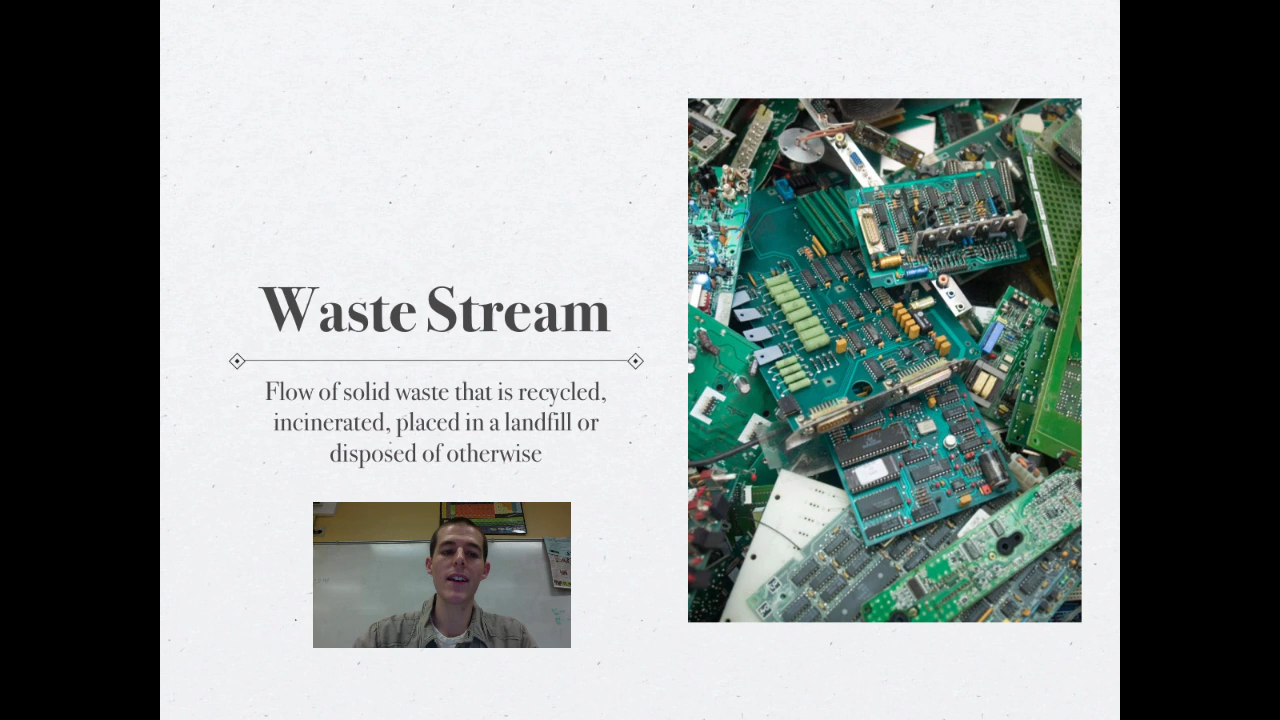 Waste Stream
Flow of solid waste that is recycled,
incinerated, placed in a landfill or
disposed of otherwise